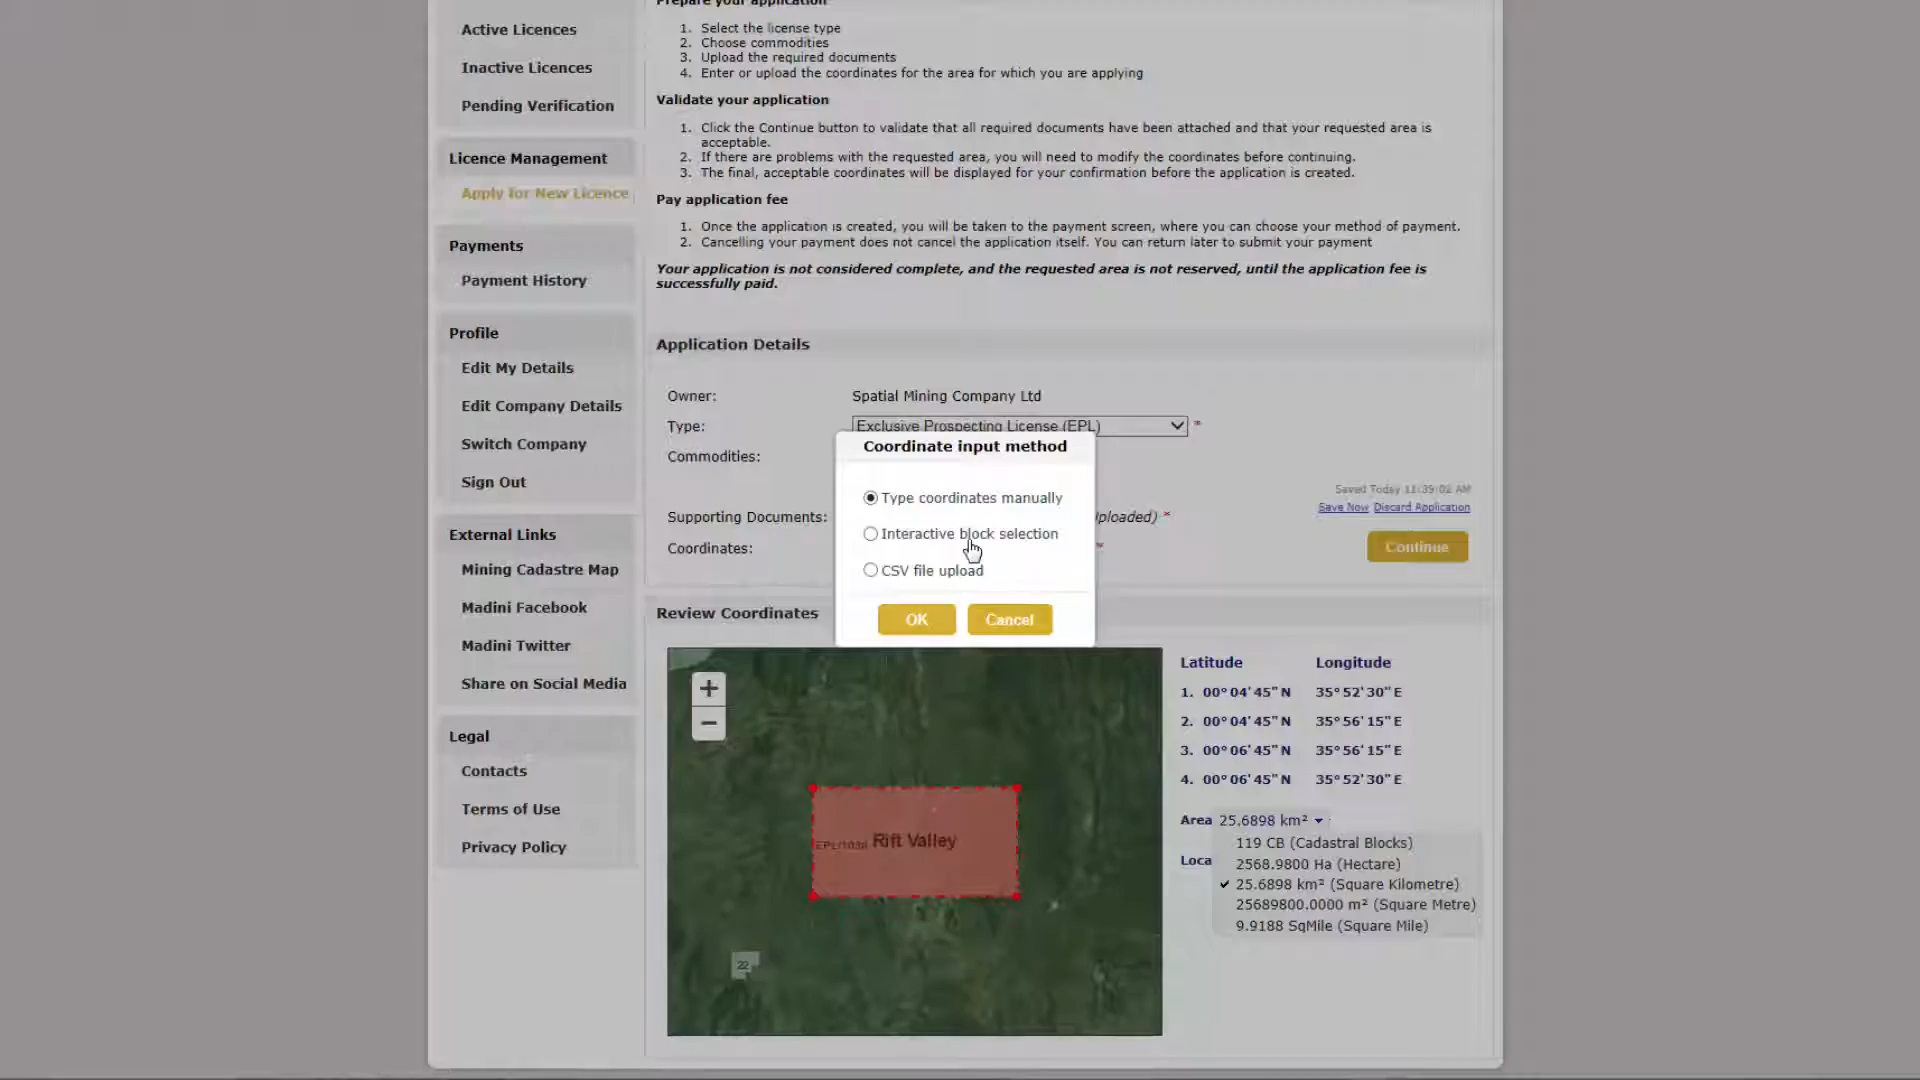 Active Licences
Inactive Licences
Pending Verification
Licence Management
Apply for New Licence
Payments
Payment History
Profile
Edit My Details
Edit Company Details
Switch Company
Sign Out
External Links
Mining Cadastre Map
Madini Facebook
Madini Twitter
Share on Social Media
Legal
Contacts
Terms of Use
Privacy Policy
Prepare your application
1. Select the license type
2. Choose commodities
3. Upload the required documents
4. Enter or upload the coordinates for the area for which you are applying
Validate your application
1. Click the Continue button to validate that all required documents have been attached and that your requested area is
acceptable.
2. If there are problems with the requested area, you will need to modify the coordinates before continuing.
3. The final, acceptable coordinates will be displayed for your confirmation before the application is created.
Pay application fee
1. Once the application is created, you will be taken to the payment screen, where you can choose your method of payment.
2. Cancelling your payment does not cancel the application itself. You can return later to submit your payment
Your application is not considered complete, and the requested area is not reserved, until the application fee is
successfully paid.
Application Details
Owner: Spatial Mining Company Ltd
Type: Exclusive Prospecting License (EPL) *
Commodities:
Supporting Documents: ploaded) *
Coordinates: *
Saved Today 11:39:02 AM
Save Now Discard Application
Continue
Coordinate input method
Type coordinates manually
Interactive block selection
CSV file upload
OK Cancel
Review Coordinates
+
−
Rift Valley
22
Latitude Longitude
1. 00° 04' 45" N 35° 52' 30" E
2. 00° 04' 45" N 35° 56' 15" E
3. 00° 06' 45" N 35° 56' 15" E
4. 00° 06' 45" N 35° 52' 30" E
Area 25.6898 km²
Loca
119 CB (Cadastral Blocks)
2568.9800 Ha (Hectare)
✓ 25.6898 km² (Square Kilometre)
25689800.0000 m² (Square Metre)
9.9188 SqMile (Square Mile)